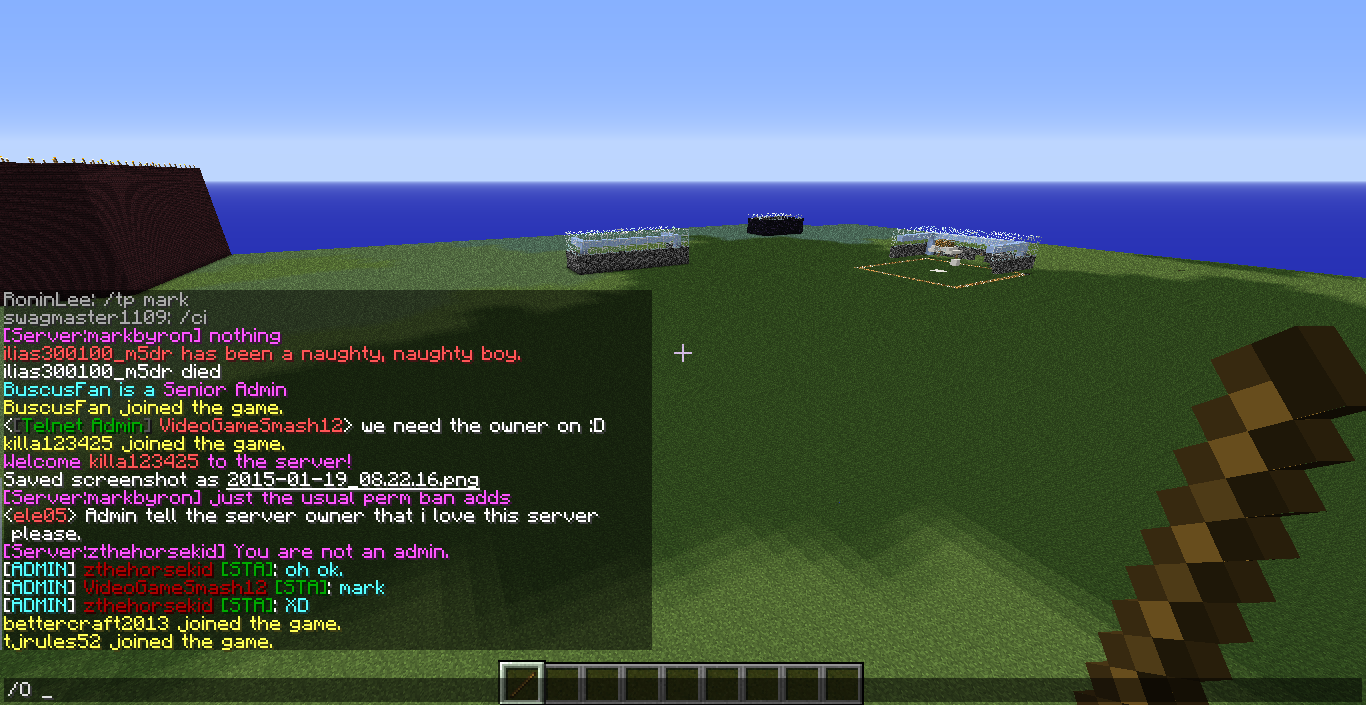 RoninLee: /tp mark
swagmaster1109: /ci
[Server:markbyron] nothing
ilias300100_m5dr has been a naughty, naughty boy.
ilias300100_m5dr died
BuscusFan is a Senior Admin
BuscusFan joined the game.
<[Telnet Admin] VideoGameSmash12> we need the owner on :D
killa123425 joined the game.
Welcome killa123425 to the server!
Saved screenshot as 2015-01-19_08.22.16.png
[Server:markbyron] just the usual perm ban adds
<ele05> Admin tell the server owner that i love this server
please.
[Server:zthehorsekid] You are not an admin.
[ADMIN] zthehorsekid [STA]: oh ok.
[ADMIN] VideoGameSmash12 [STA]: mark
[ADMIN] zthehorsekid [STA]: XD
bettercraft2013 joined the game.
tjrules52 joined the game.
/O _